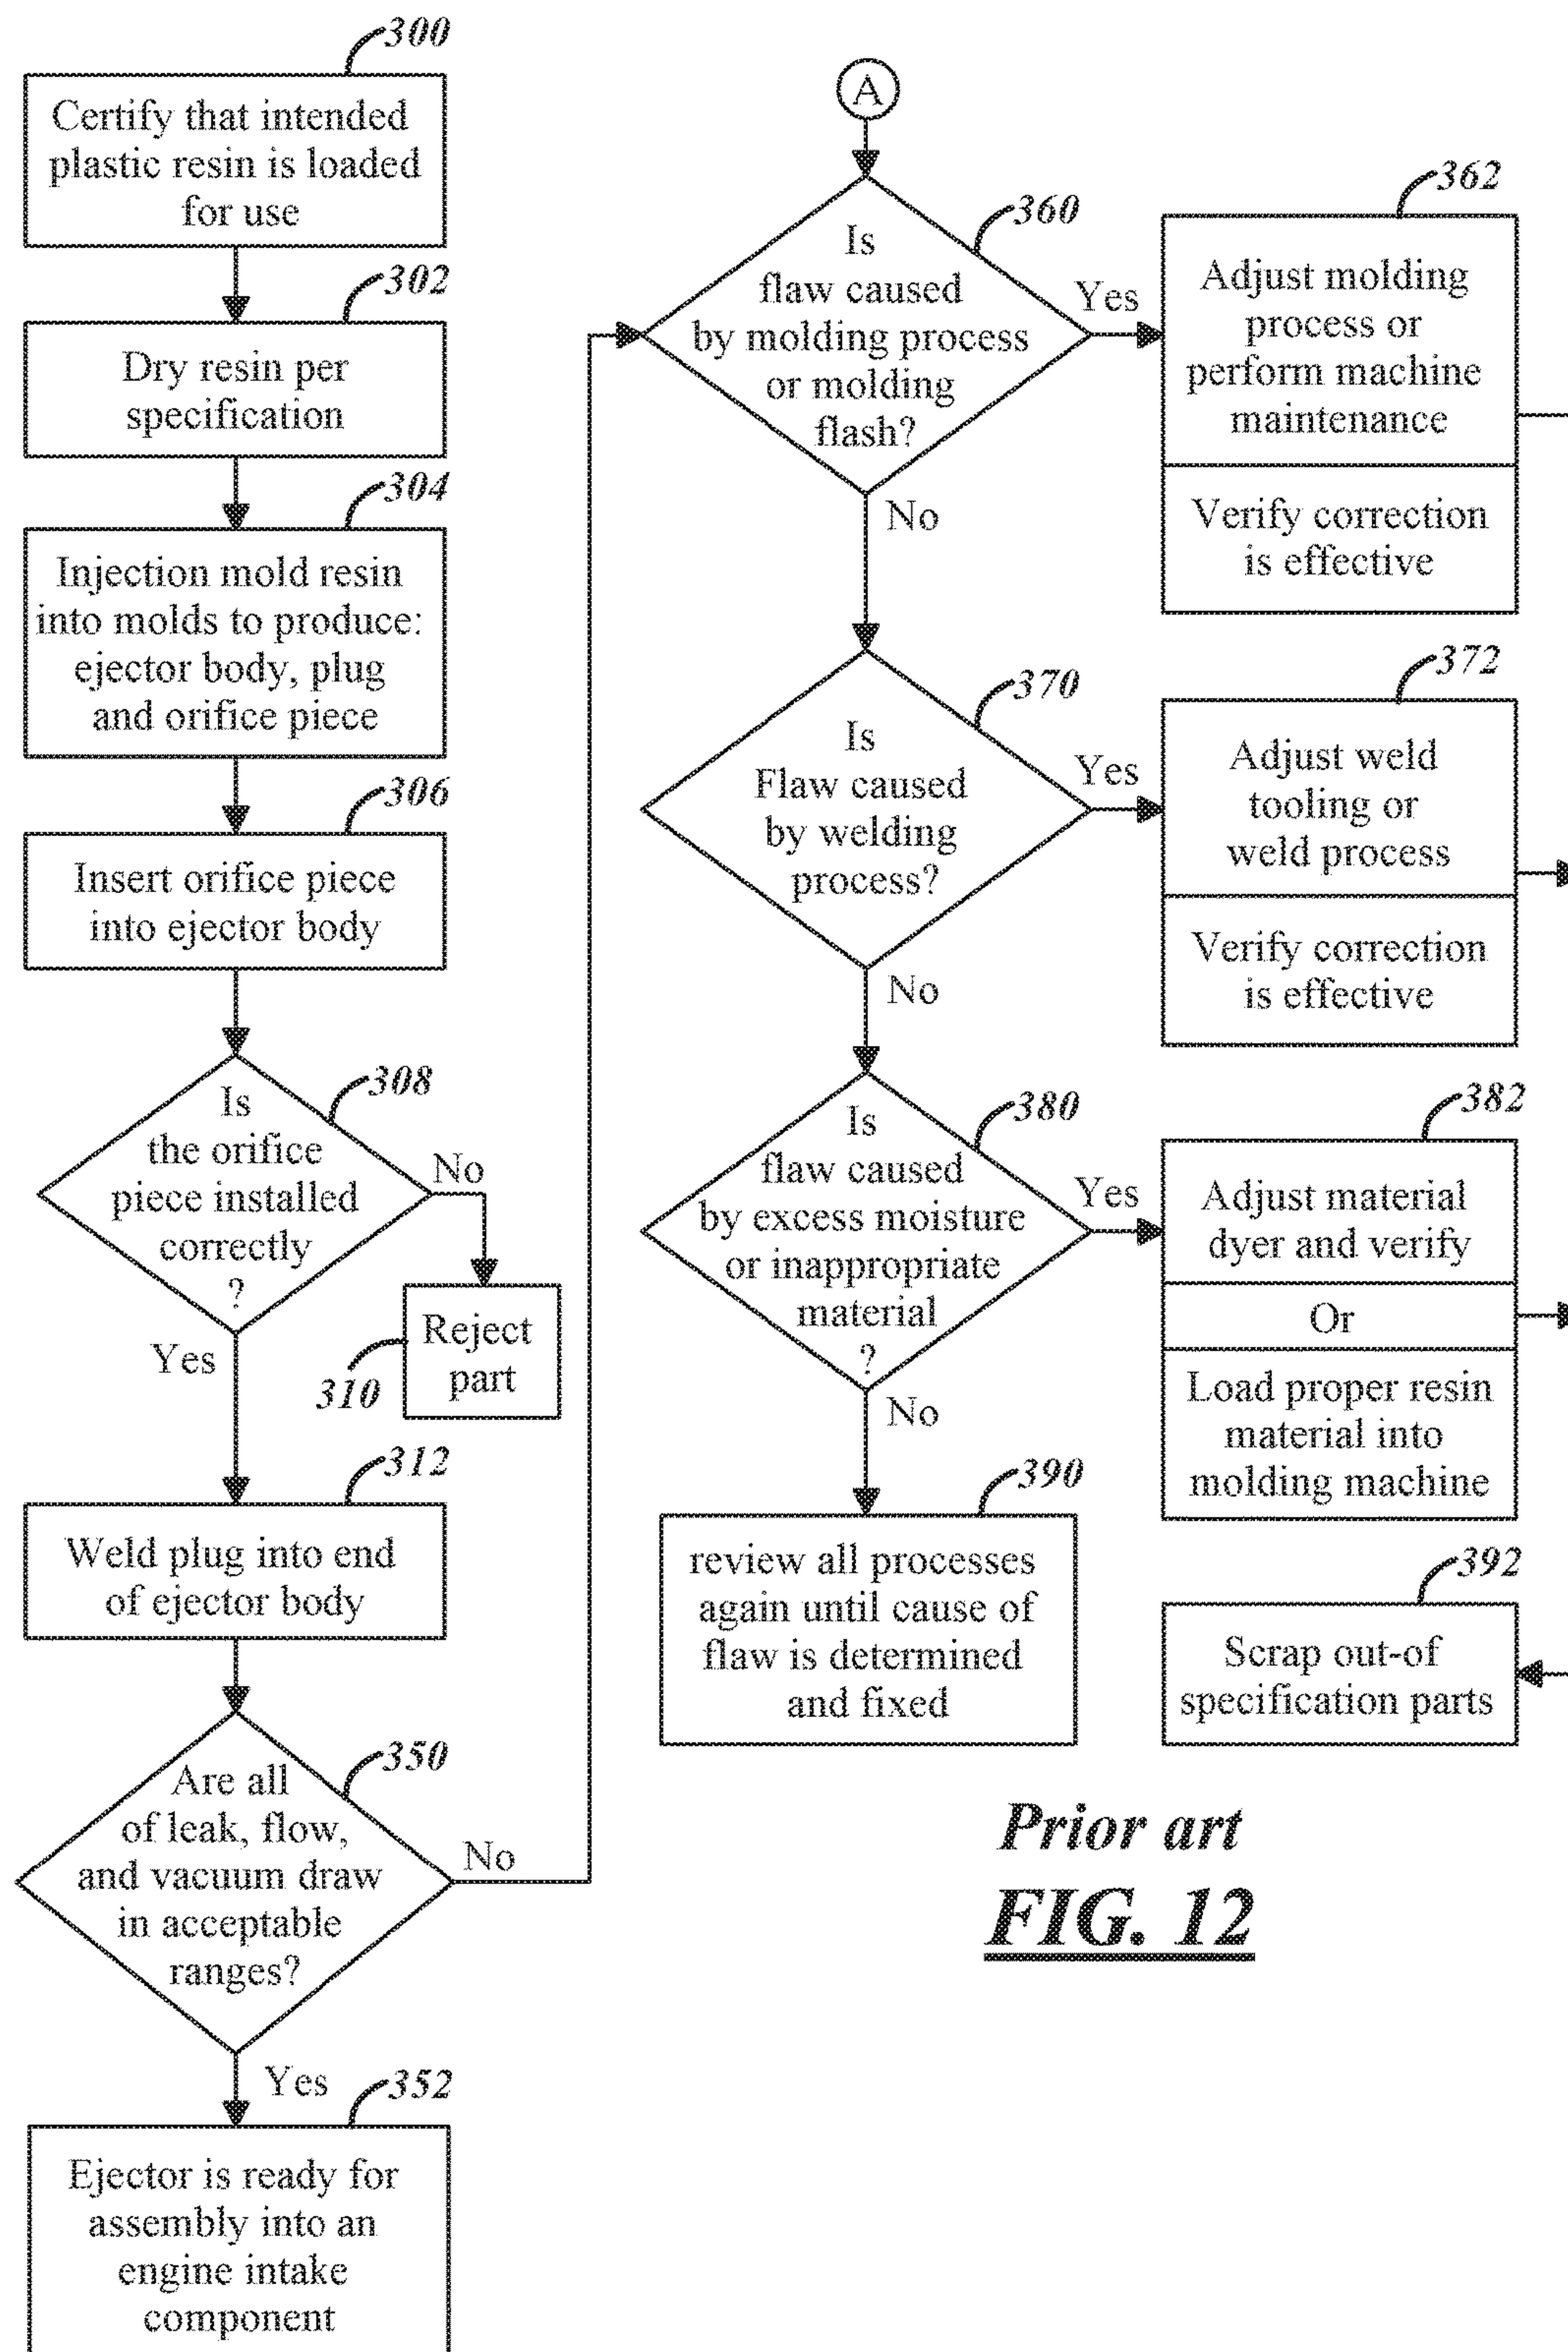 300
Certify that intended
plastic resin is loaded
for use
302
Dry resin per
specification
304
Injection mold resin
into molds to produce:
ejector body, plug
and orifice piece
306
Insert orifice piece
into ejector body
308
Is
the orifice
piece installed
correctly
?
No
Yes
310
Reject
part
312
Weld plug into end
of ejector body
350
Are all
of leak, flow,
and vacuum draw
in acceptable
ranges?
No
Yes
352
Ejector is ready for
assembly into an
engine intake
component
A
360
Is
flaw caused
by molding process
or molding
flash?
Yes
No
362
Adjust molding
process or
perform machine
maintenance
Verify correction
is effective
370
Is
Flaw caused
by welding
process?
Yes
No
372
Adjust weld
tooling or
weld process
Verify correction
is effective
380
Is
flaw caused
by excess moisture
or inappropriate
material
?
Yes
No
382
Adjust material
dyer and verify
Or
Load proper resin
material into
molding machine
390
review all processes
again until cause of
flaw is determined
and fixed
392
Scrap out-of
specification parts
Prior art
FIG. 12